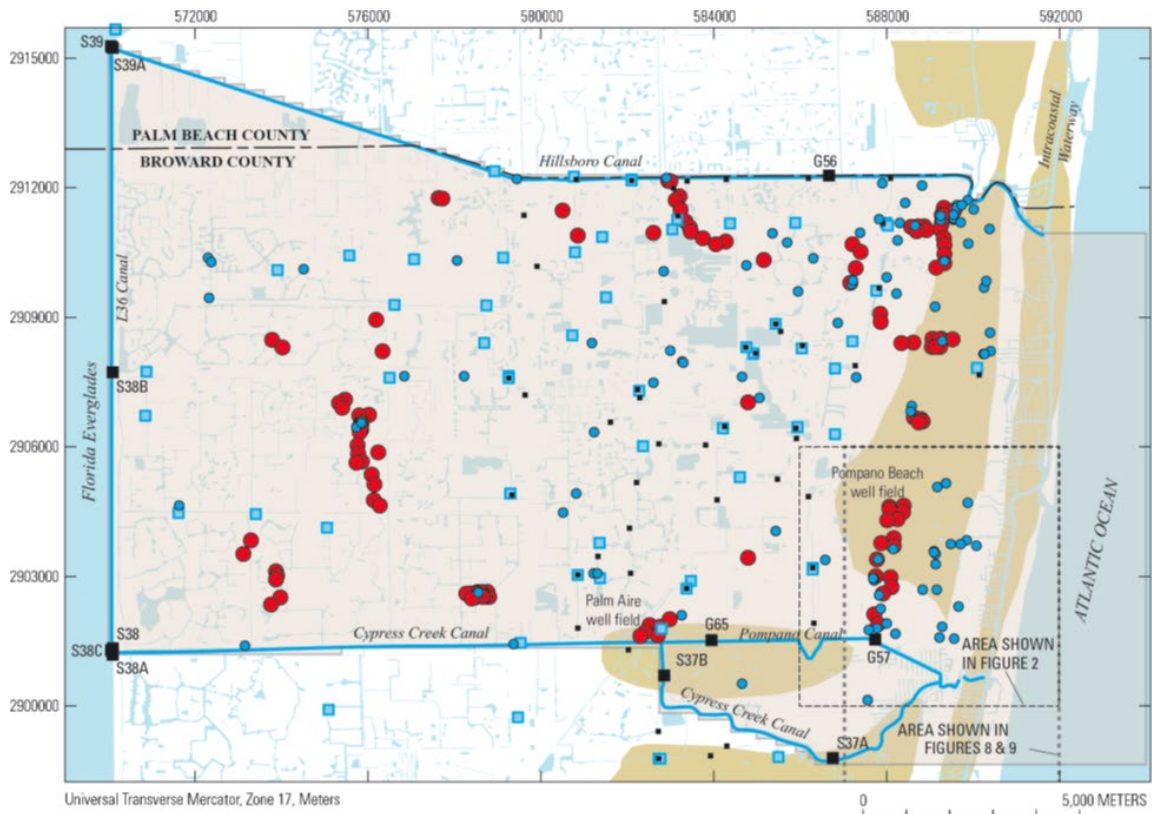 572000 576000 580000 584000 588000 592000
S39
2915000
S39A
PALM BEACH COUNTY
BROWARD COUNTY
Hillsboro Canal
G56
Intracoastal
Waterway
2912000
L36 Canal
2909000
S38B
Florida Everglades
2906000
Pompano Beach
well field
ATLANTIC OCEAN
2903000
Palm Aire
well field
S38
S38C
S38A
Cypress Creek Canal
G65
Pompano Canal
G57
AREA SHOWN
IN FIGURE 2
S37B
2900000
Cypress Creek Canal
S37A
AREA SHOWN IN
FIGURES 8 & 9
Universal Transverse Mercator, Zone 17, Meters
0 5,000 METERS